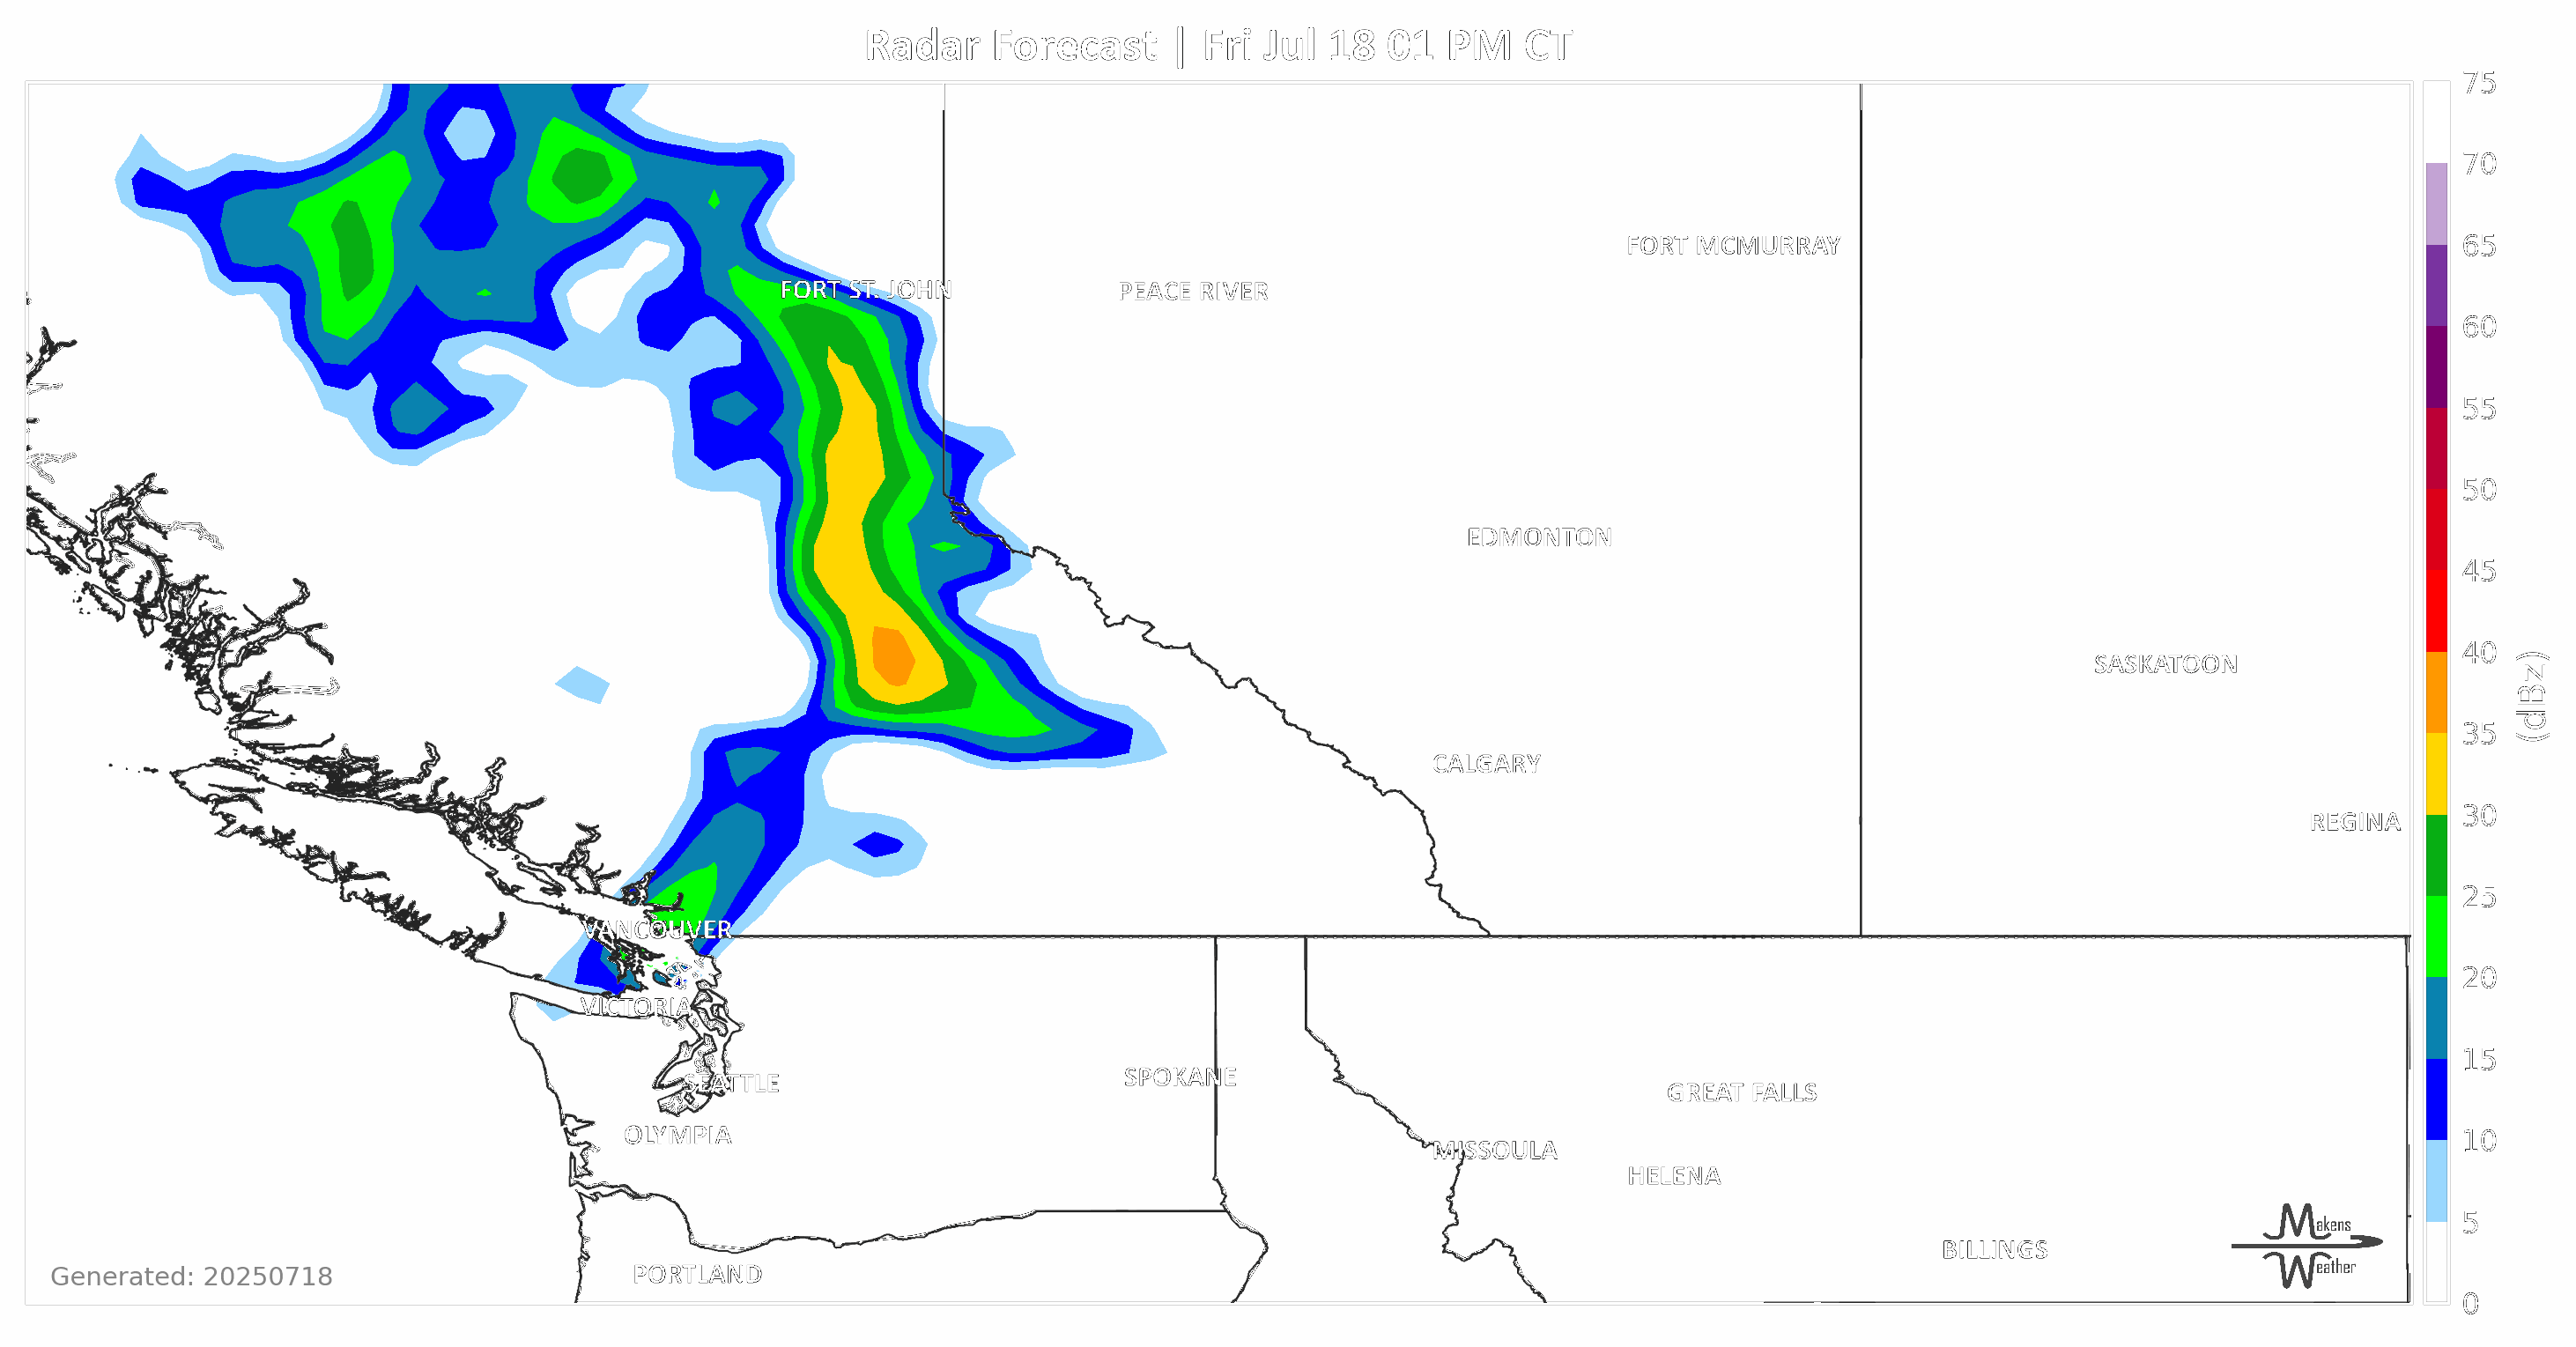 Radar Forecast | Fri Jul 18 01 PM CT
75
70
65
60
55
50
45
40
35
30
25
20
15
10
5
0
(dBz)
FORT MCMURRAY
FORT ST. JOHN
PEACE RIVER
EDMONTON
SASKATOON
CALGARY
REGINA
VANCOUVER
VICTORIA
SEATTLE
SPOKANE
GREAT FALLS
OLYMPIA
MISSOULA
HELENA
BILLINGS
PORTLAND
Generated: 20250718
Makens
Weather